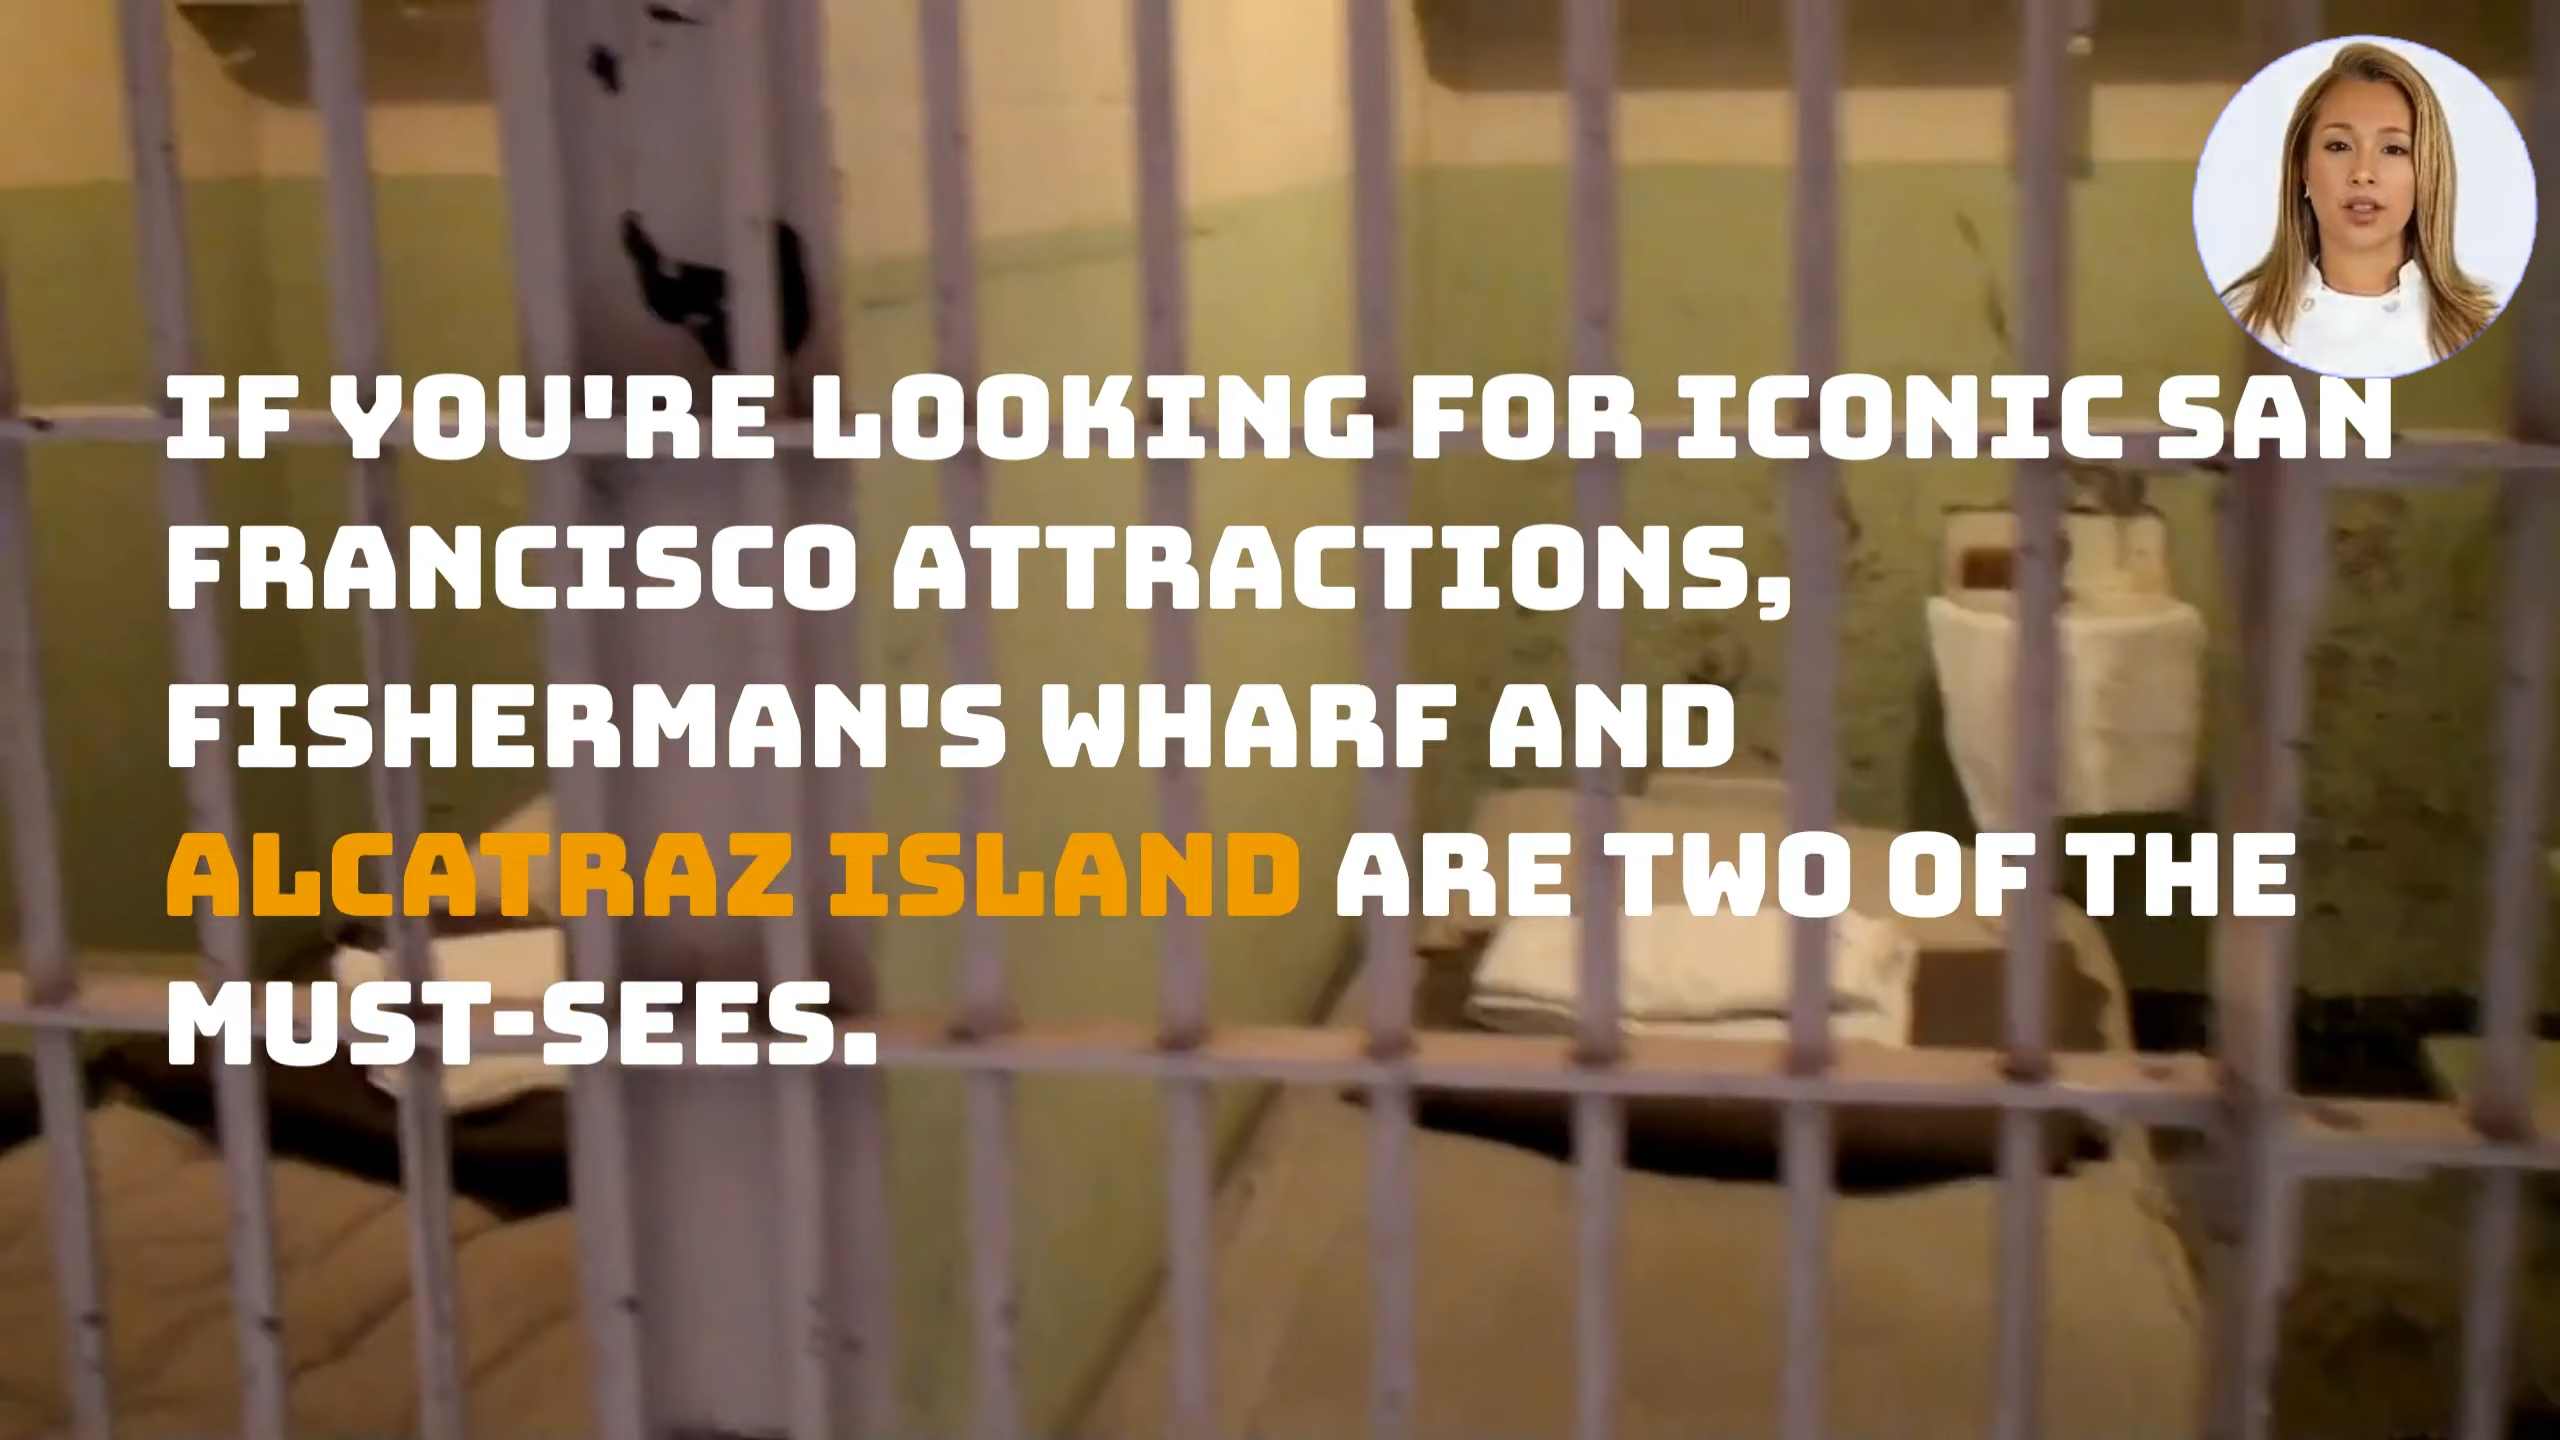 IF YOU'RE LOOKING FOR ICONIC SAN
FRANCISCO ATTRACTIONS,
FISHERMAN'S WHARF AND
ALCATRAZ ISLAND ARE TWO OF THE
MUST-SEES.